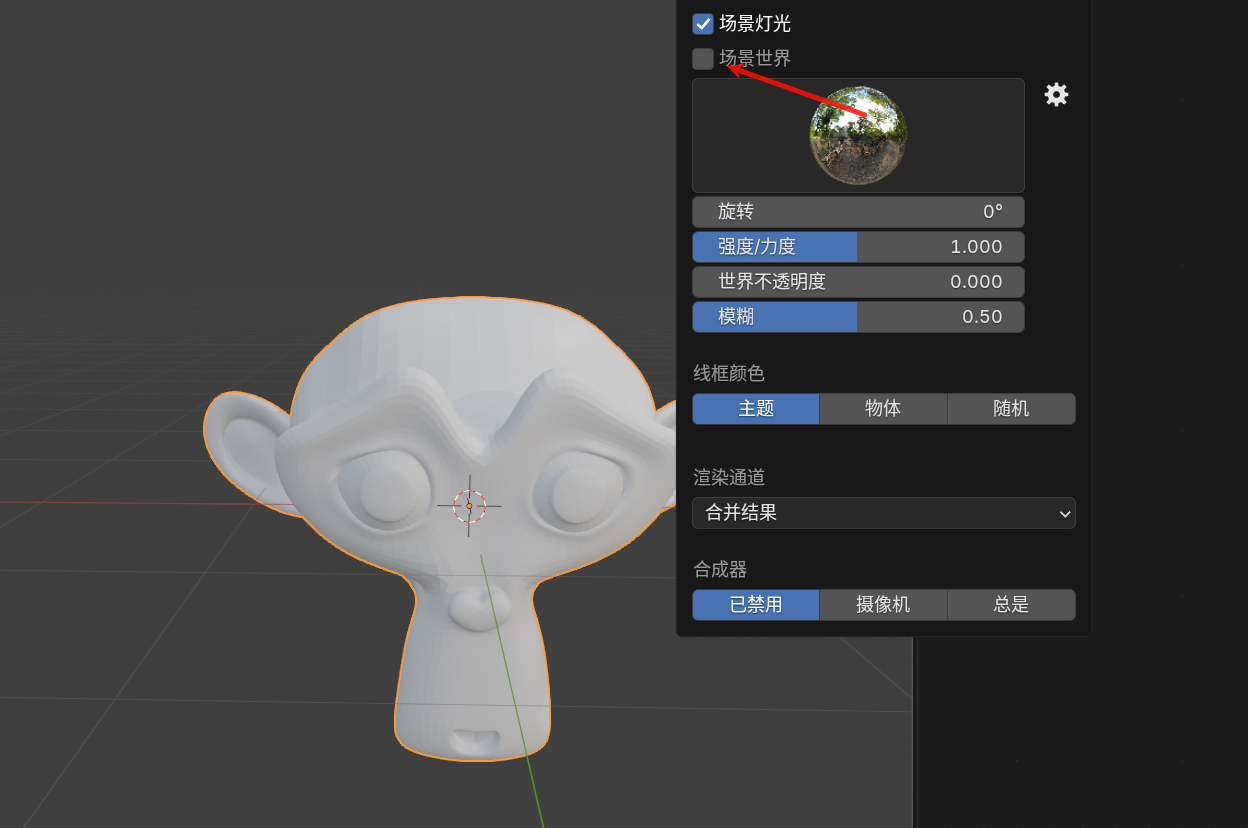 场景灯光
场景世界
旋转 0°
强度/力度 1.000
世界不透明度 0.000
模糊 0.50
线框颜色
主题 物体 随机
渲染通道
合并结果
合成器
已禁用 摄像机 总是